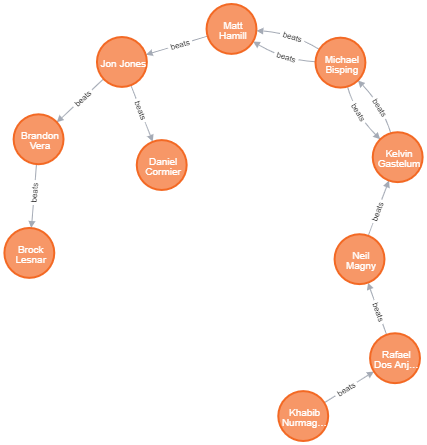 Matt
Hamill
beats
beats
beats
Jon Jones
Michael
Bisping
beats
beats
beats
beats
Brandon
Vera
Daniel
Cormier
Kelvin
Gastelum
beats
beats
Brock
Lesnar
Neil
Magny
beats
Rafael
Dos Anj...
beats
Khabib
Nurmag...